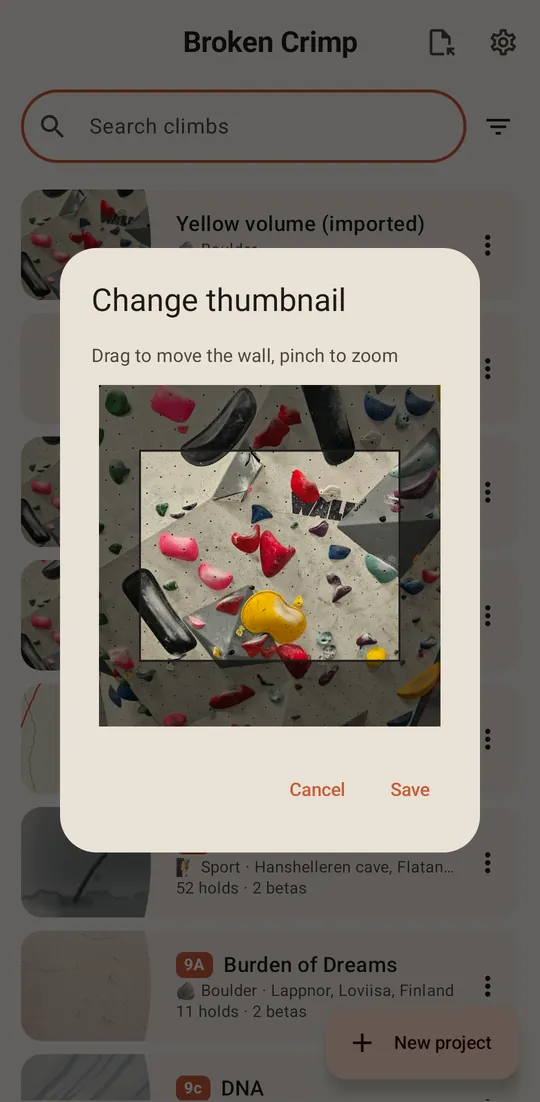 Broken Crimp
Search climbs
Yellow volume (imported)
Boulder
Change thumbnail
Drag to move the wall, pinch to zoom
Cancel
Save
Sport · Hanshelleren cave, Flatan…
52 holds · 2 betas
9A Burden of Dreams
Boulder · Lappnor, Loviisa, Finland
11 holds · 2 betas
New project
9c DNA